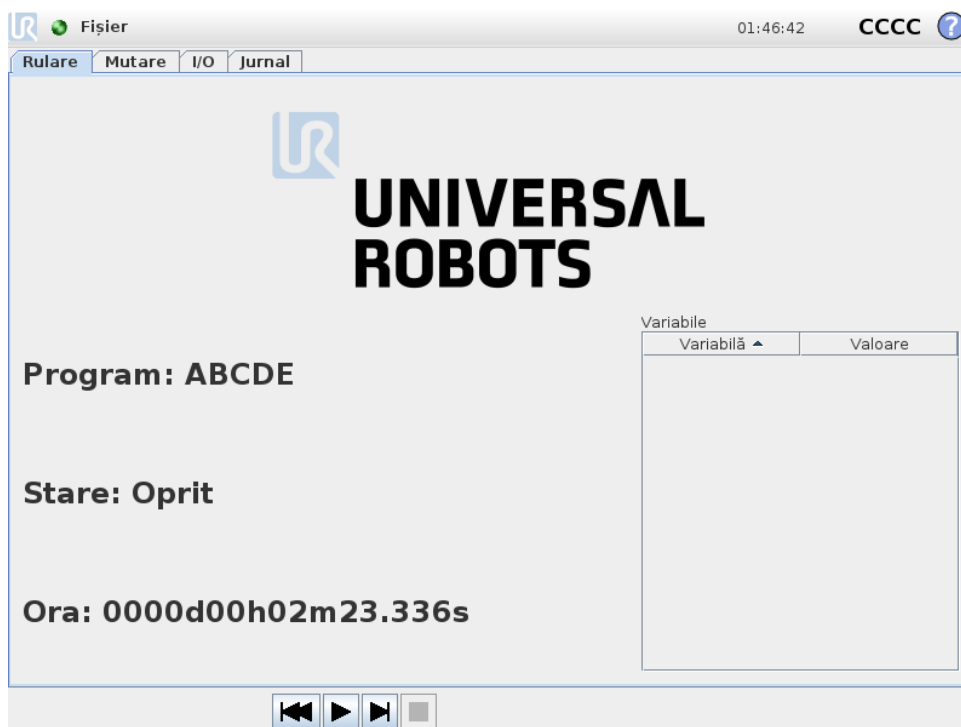 Fișier
01:46:42
CCCC
?
Rulare
Mutare
I/O
Jurnal
UR
UNIVERSAL
ROBOTS
Variabile
Variabilă
Valoare
Program: ABCDE
Stare: Oprit
Ora: 0000d00h02m23.336s